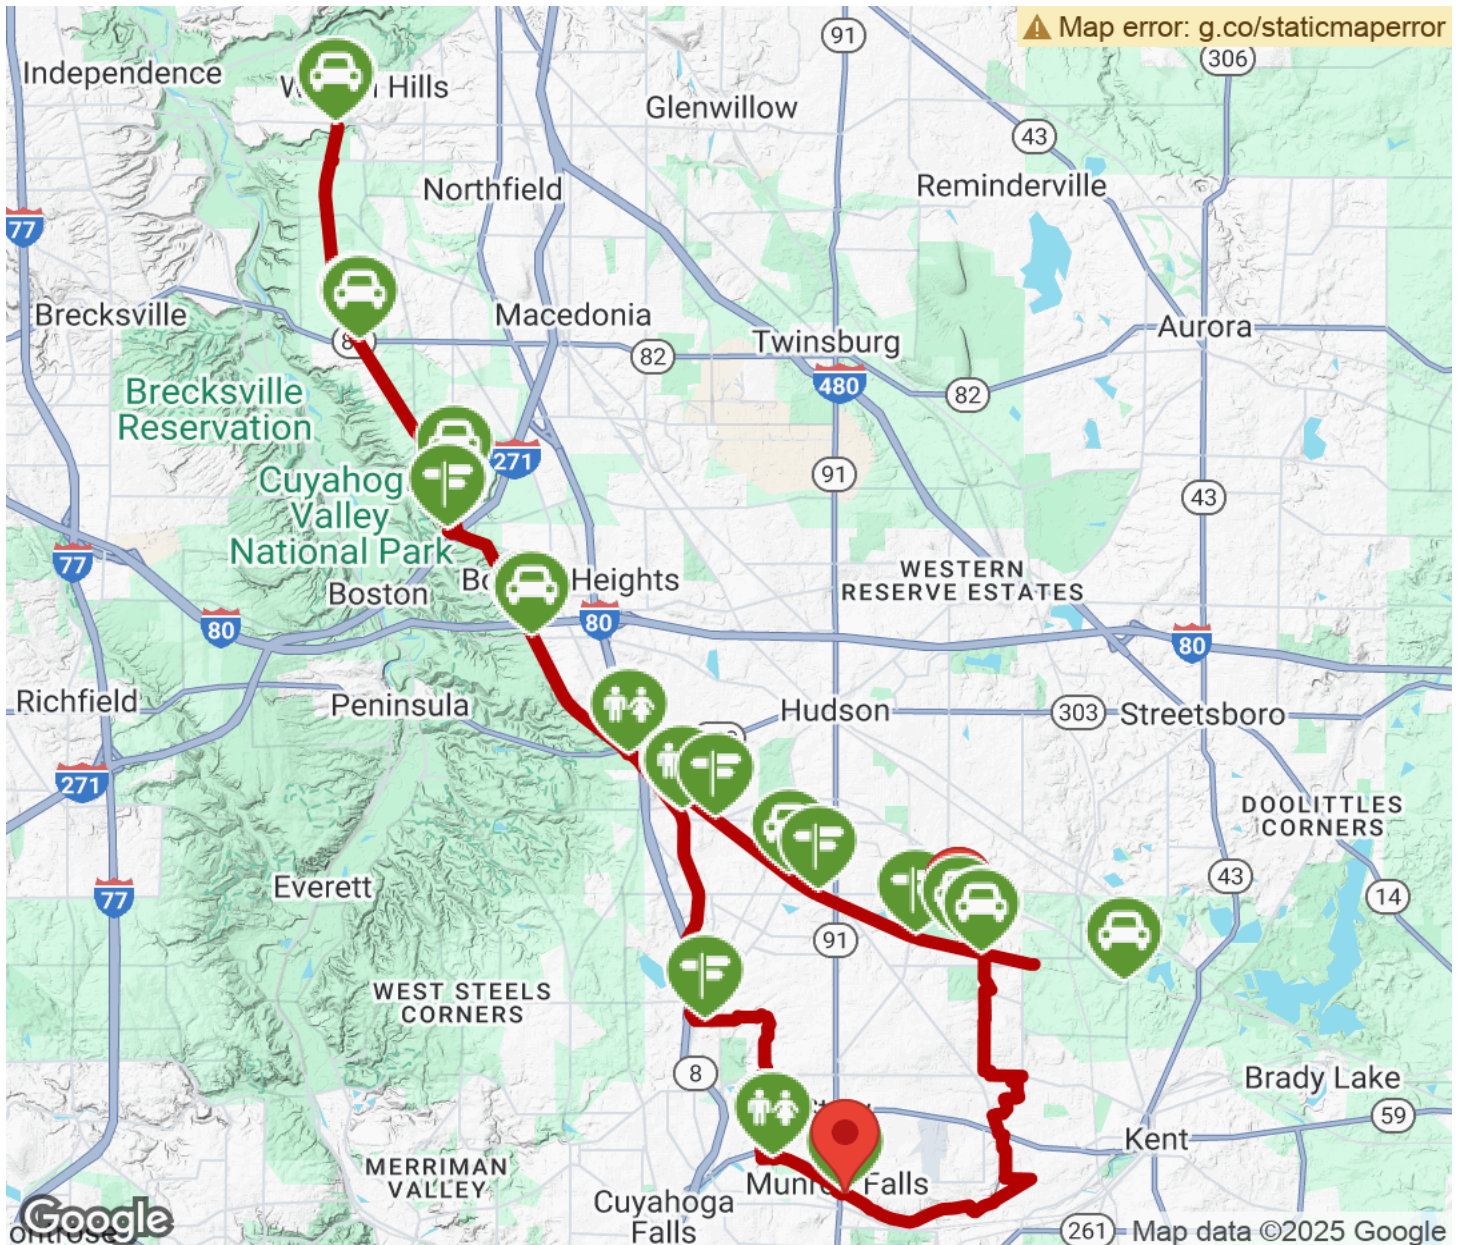 Map error: g.co/staticmaperror
91
306
Independence
Hills
Glenwillow
43
Northfield
Reminderville
77
Brecksville
Macedonia
Aurora
82
Twinsburg
480
82
Brecksville
Reservation
271
91
43
Cuyahog
Valley
National Park
77
WESTERN
RESERVE ESTATES
Heights
Boston
80
80
80
Richfield
Peninsula
Hudson
303
Streetsboro
271
DOOLITTLES
CORNERS
Everett
77
43
14
91
WEST STEELS
CORNERS
8
Brady Lake
59
Kent
MERRIMAN
VALLEY
Falls
Cuyahoga
Falls
Google
261
Map data ©2025 Google